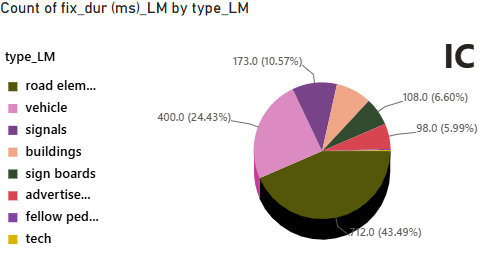 Count of fix_dur (ms)_LM by type_LM
IC
type_LM
road elem...
vehicle
signals
buildings
sign boards
advertise...
fellow ped...
tech
173.0 (10.57%)
108.0 (6.60%)
400.0 (24.43%)
98.0 (5.99%)
712.0 (43.49%)